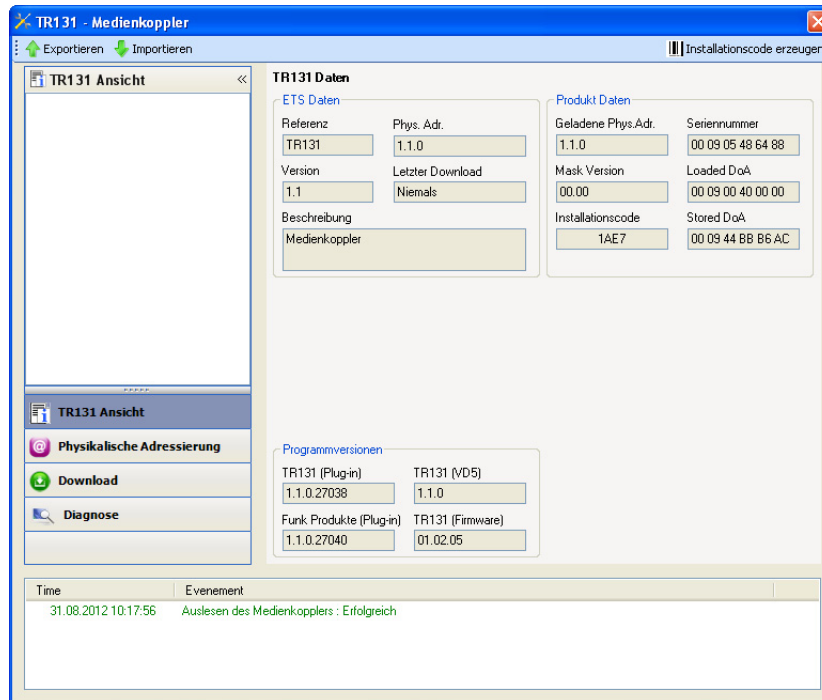 TR131 - Medienkoppler
Exportieren Importieren Installationscode erzeugen
TR131 Ansicht «
TR131 Daten
ETS Daten
Referenz Phys. Adr.
TR131 1.1.0
Version Letzter Download
1.1 Niemals
Beschreibung
Medienkoppler
Produkt Daten
Geladene Phys.Adr. Seriennummer
1.1.0 00 09 05 48 64 88
Mask Version Loaded DoA
00.00 00 09 00 40 00 00
Installationscode Stored DoA
1AE7 00 09 44 BB B6 AC
TR131 Ansicht
Physikalische Adressierung
Download
Diagnose
Programmversionen
TR131 (Plug-in) TR131 (VD5)
1.1.0.27038 1.1.0
Funk Produkte (Plug-in) TR131 (Firmware)
1.1.0.27040 01.02.05
Time Evenement
31.08.2012 10:17:56 Auslesen des Medienkopplers : Erfolgreich